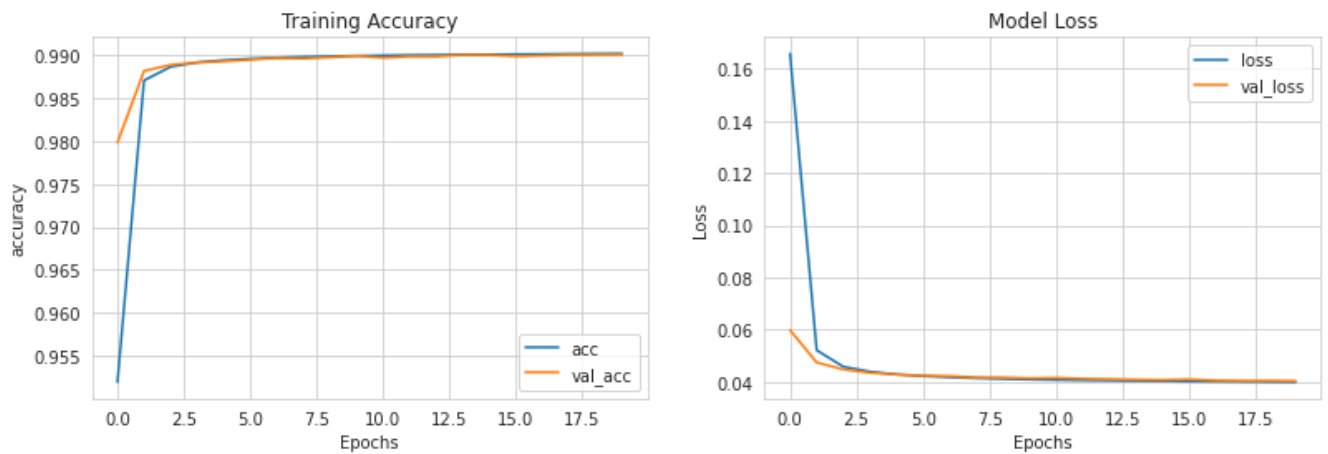 Training Accuracy
accuracy
0.990
0.985
0.980
0.975
0.970
0.965
0.960
0.955
acc
val_acc
0.0 2.5 5.0 7.5 10.0 12.5 15.0 17.5
Epochs
Model Loss
Loss
0.16
0.14
0.12
0.10
0.08
0.06
0.04
loss
val_loss
0.0 2.5 5.0 7.5 10.0 12.5 15.0 17.5
Epochs